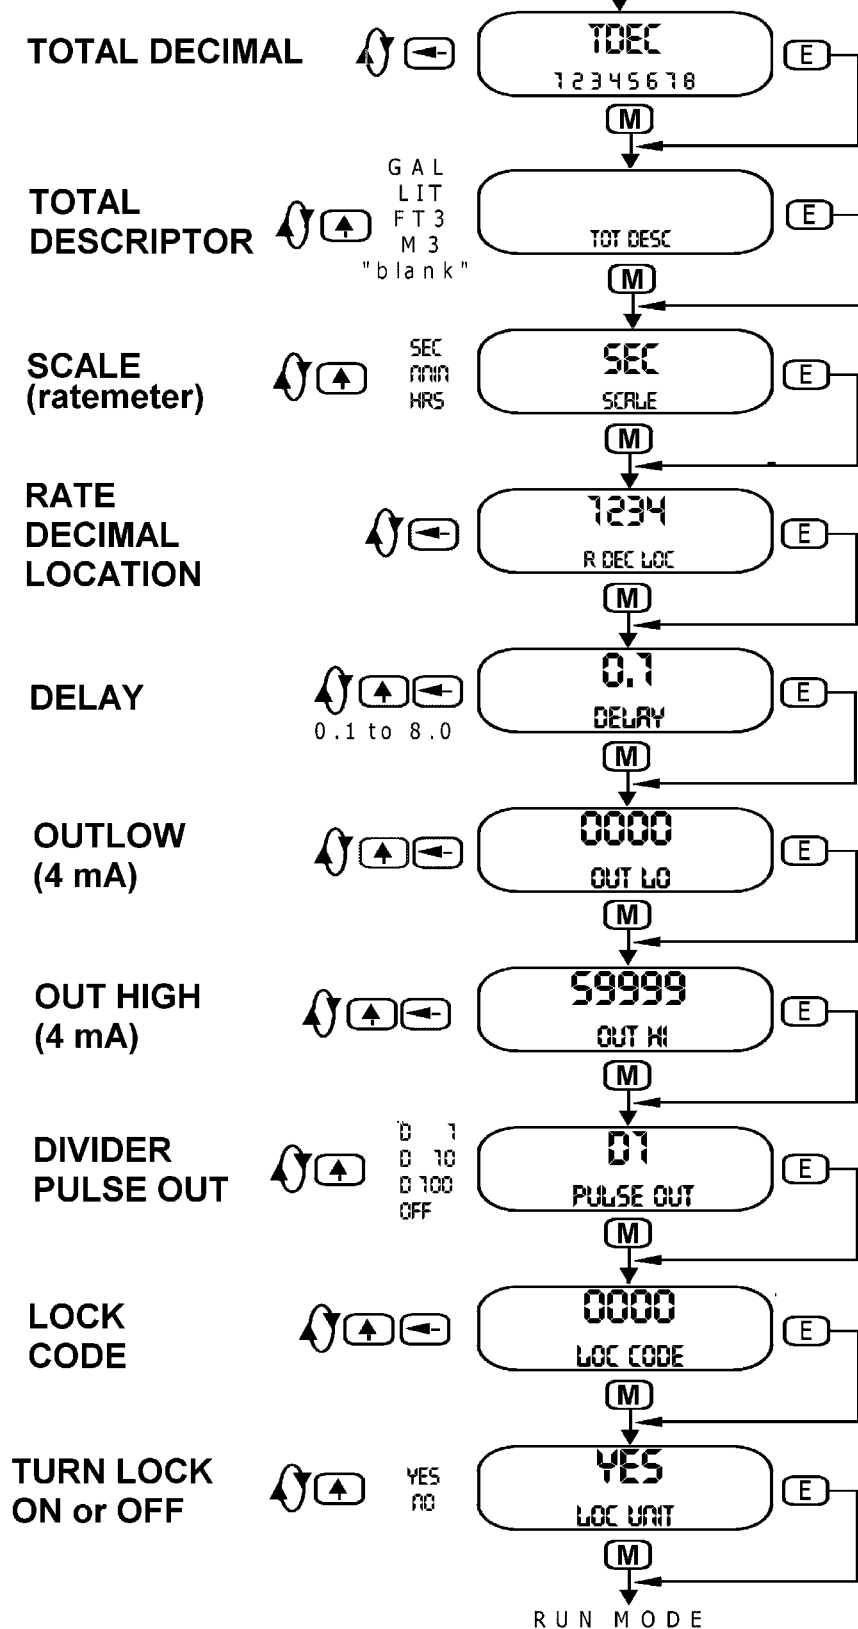 TOTAL DECIMAL
TDEC
E
12345678
M
GAL
LIT
FT3
M3
"blank"
TOTAL
DESCRIPTOR
TOT DESC
E
M
SCALE
(ratemeter)
SEC
MIN
HRS
SEC
SCALE
E
M
RATE
DECIMAL
LOCATION
1234
R DEC LOC
E
M
DELAY
0.1 to 8.0
0.1
DELAY
E
M
OUTLOW
(4 mA)
0000
OUT LO
E
M
OUT HIGH
(4 mA)
59999
OUT HI
E
M
DIVIDER
PULSE OUT
D 1
D 10
D 100
OFF
D1
PULSE OUT
E
M
LOCK
CODE
0000
LOC CODE
E
M
TURN LOCK
ON or OFF
YES
NO
YES
LOC UNIT
E
M
RUN MODE